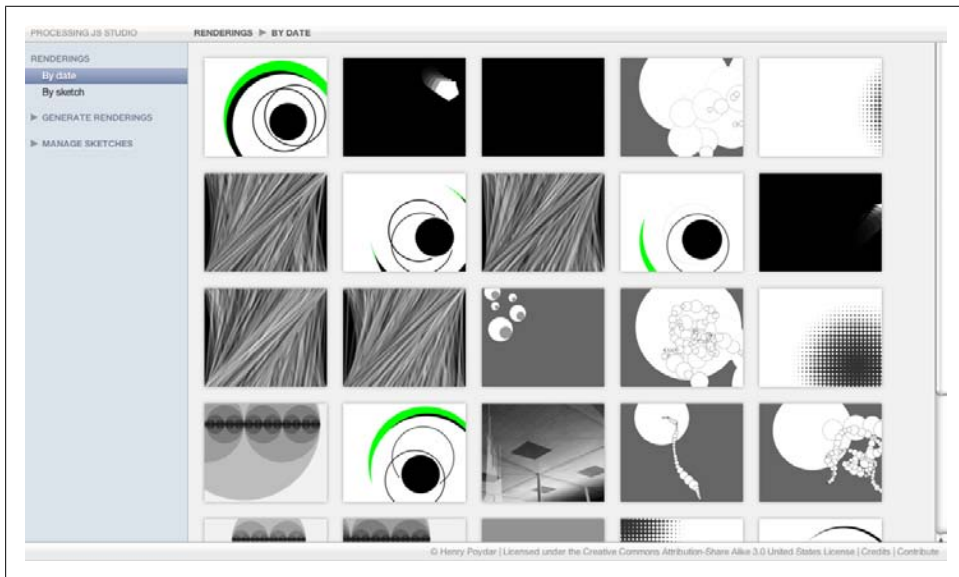 PROCESSING JS STUDIO
RENDERINGS ▶ BY DATE
RENDERINGS
By date
By sketch
▶ GENERATE RENDERINGS
▶ MANAGE SKETCHES
© Henry Poydar | Licensed under the Creative Commons Attribution-Share Alike 3.0 United States License | Credits | Contribute